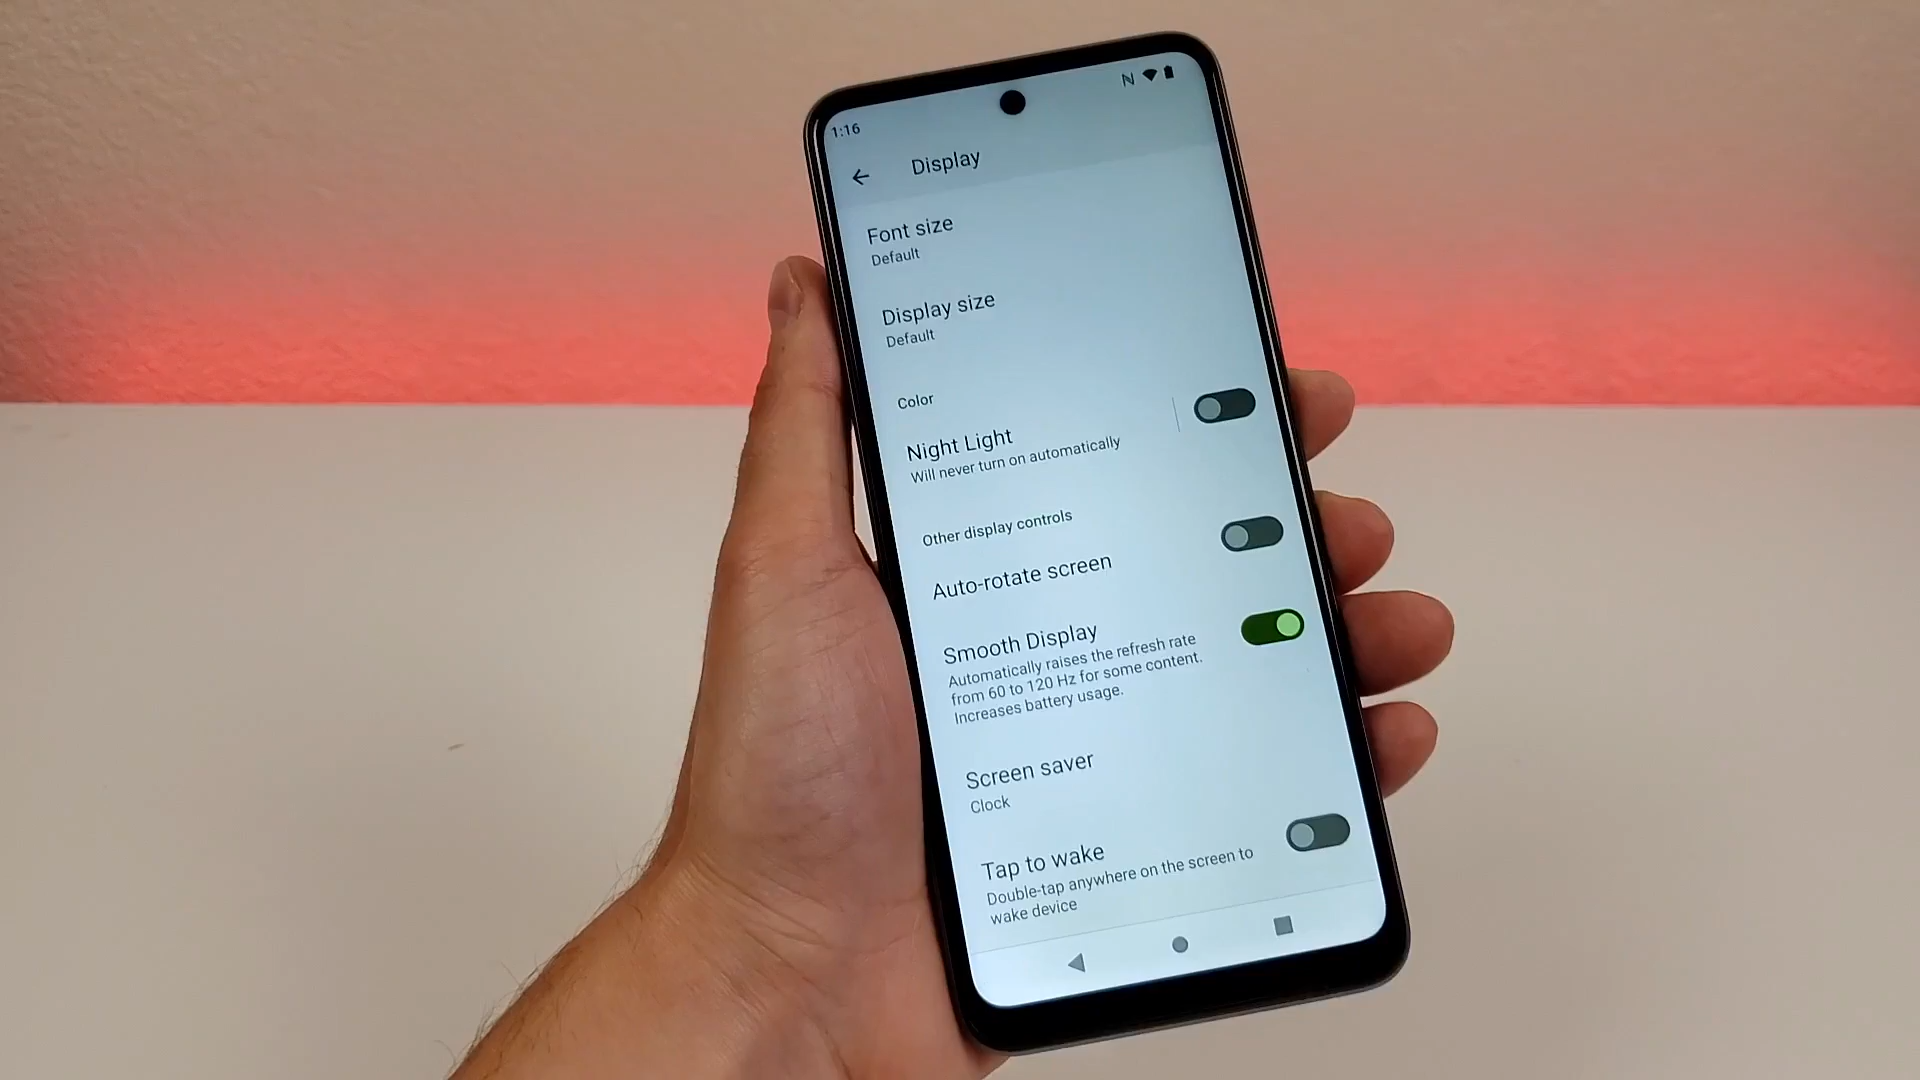 1:16
Display
Font size
Default
Display size
Default
Color
Night Light
Will never turn on automatically
Other display controls
Auto-rotate screen
Smooth Display
Automatically raises the refresh rate
from 60 to 120 Hz for some content.
Increases battery usage.
Screen saver
Clock
Tap to wake
Double-tap anywhere on the screen to
wake device